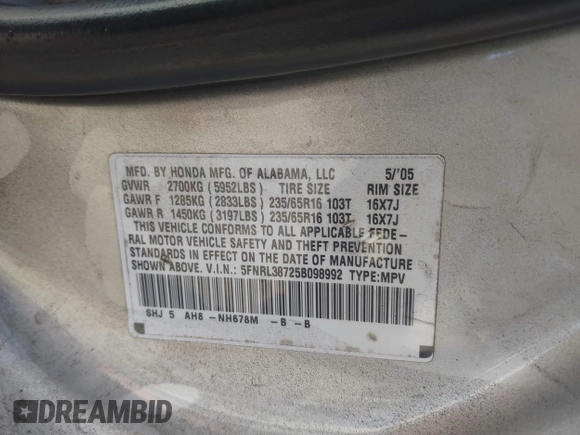 MFD. BY HONDA MFG. OF ALABAMA, LLC 5/'05
GVWR 2700KG (5952LBS) TIRE SIZE RIM SIZE
GAWR F 1285KG (2833LBS) 235/65R16 103T 16X7J
GAWR R 1450KG (3197LBS) 235/65R16 103T 16X7J
THIS VEHICLE CONFORMS TO ALL APPLICABLE FEDE-
RAL MOTOR VEHICLE SAFETY AND THEFT PREVENTION
STANDARDS IN EFFECT ON THE DATE OF MANUFACTURE
SHOWN ABOVE. V.I.N.: 5FNRL38725B098992 TYPE:MPV
SHJ 5 AH8 -NH678M -B -B
DREAMBID